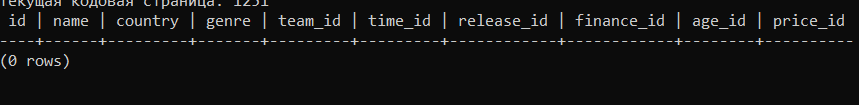 Текущая кодовая страница: 1251
id | name | country | genre | team_id | time_id | release_id | finance_id | age_id | price_id
----+------+---------+-------+---------+---------+------------+------------+--------+----------
(0 rows)